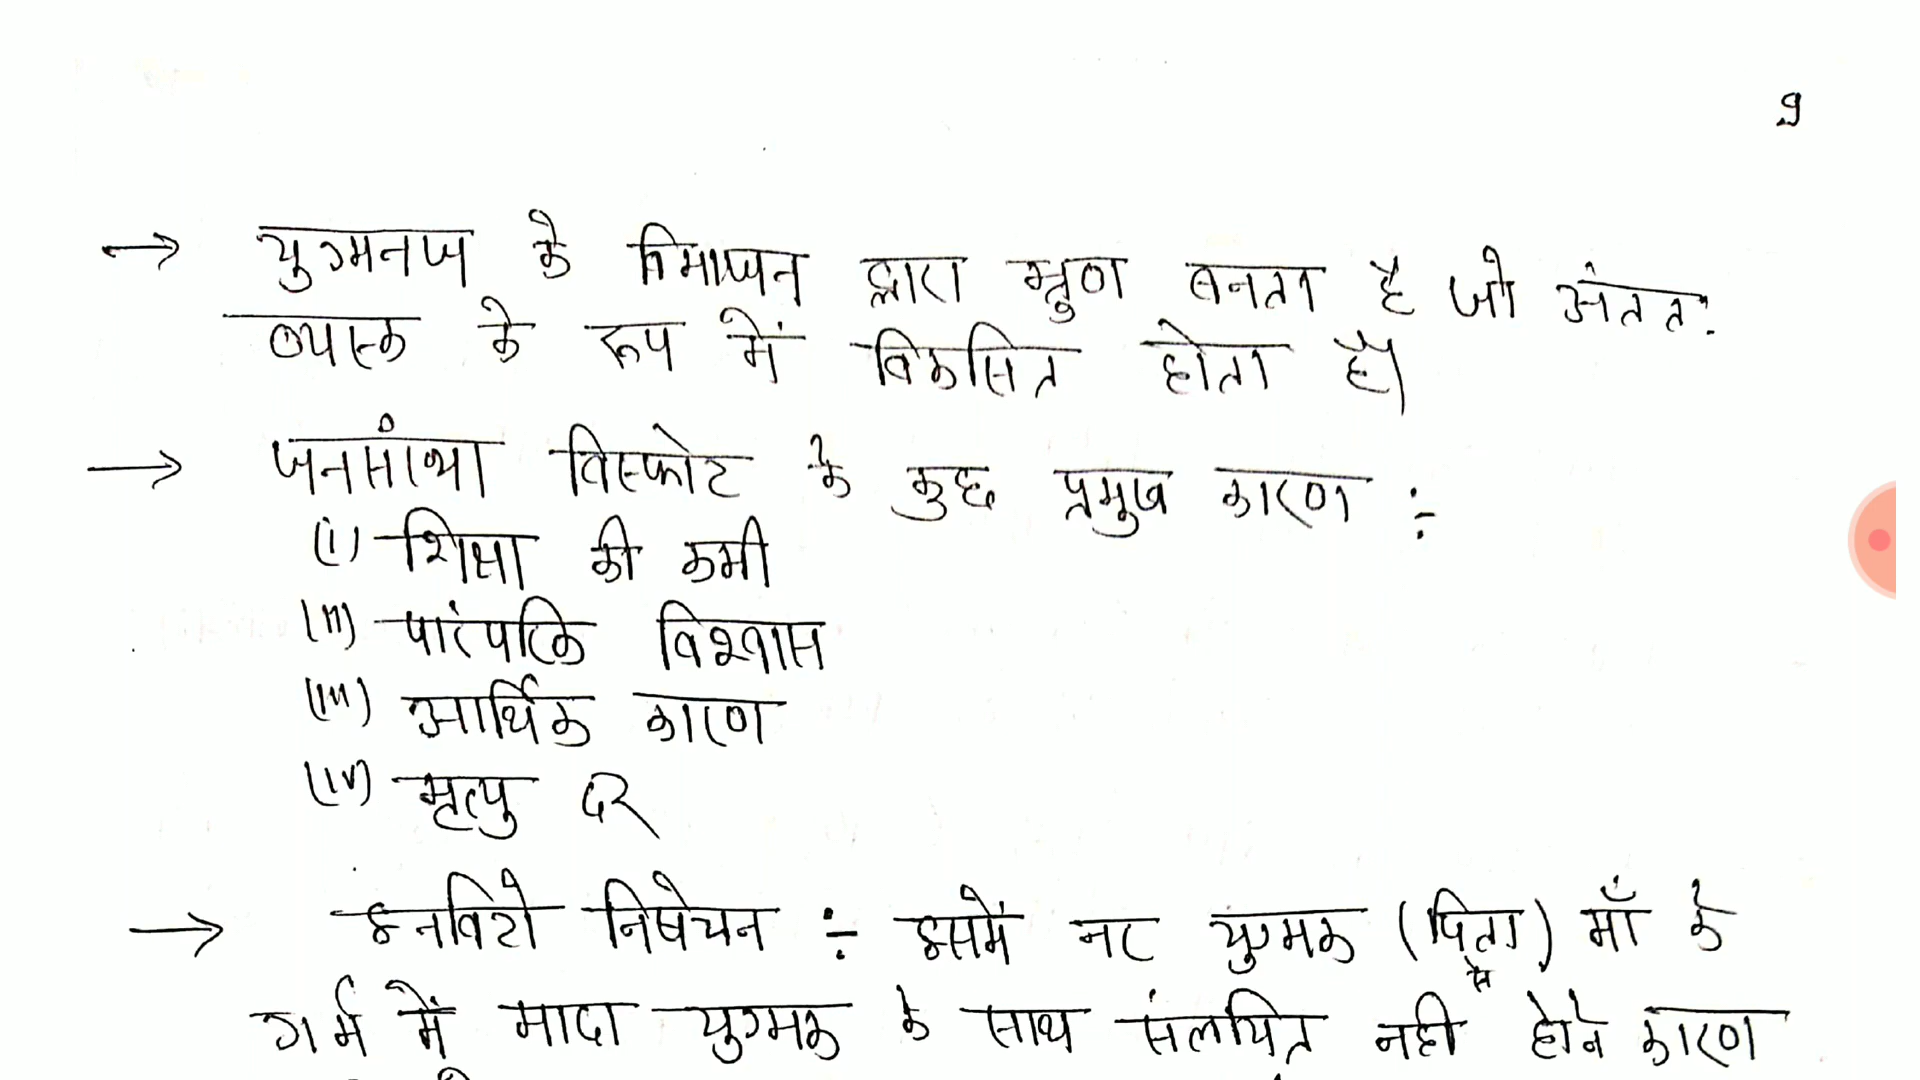 9
→ युग्मनज के विभाजन द्वारा भ्रुण बनता है जो अंततः
व्यस्क के रूप में विकसित होता है।
→ जनसंख्या विस्फोट के कुछ प्रमुख कारण :-
(i) शिक्षा की कमी
(ii) पारंपरिक विश्वास
(iii) आर्थिक कारण
(iv) मृत्यु दर
→ इनविटो निषेचन :- इसमें नर युग्मक (पिता) माँ के
गर्भ में मादा युग्मक के साथ संलयित नही होने से कारण